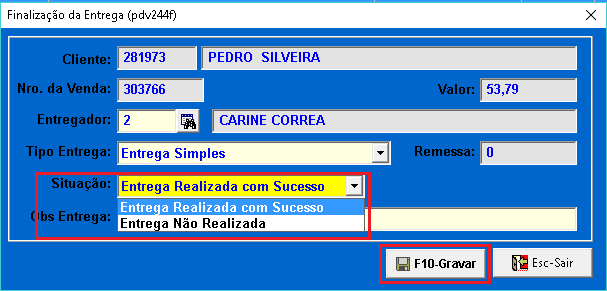 Finalização da Entrega (pdv244f)
Cliente: 281973 PEDRO SILVEIRA
Nro. da Venda: 303766 Valor: 53,79
Entregador: 2 CARINE CORREA
Tipo Entrega: Entrega Simples Remessa: 0
Situação: Entrega Realizada com Sucesso
Entrega Realizada com Sucesso
Obs Entrega: Entrega Não Realizada
F10-Gravar Esc-Sair